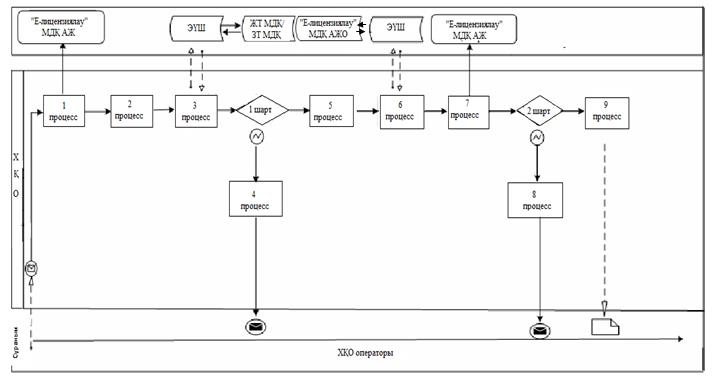 "Е-лицензиялау"
МДҚ АЖ
ЭҮШ
ЖТ МДҚ/
ЗТ МДҚ
"Е-лицензиялау"
МДҚ АЖО
ЭҮШ
"Е-лицензиялау"
МДҚ АЖ
1
процесс
2
процесс
3
процесс
1 шарт
5
процесс
6
процесс
7
процесс
2 шарт
9
процесс
4
процесс
8
процесс
Х
Қ
О
ХҚО операторы